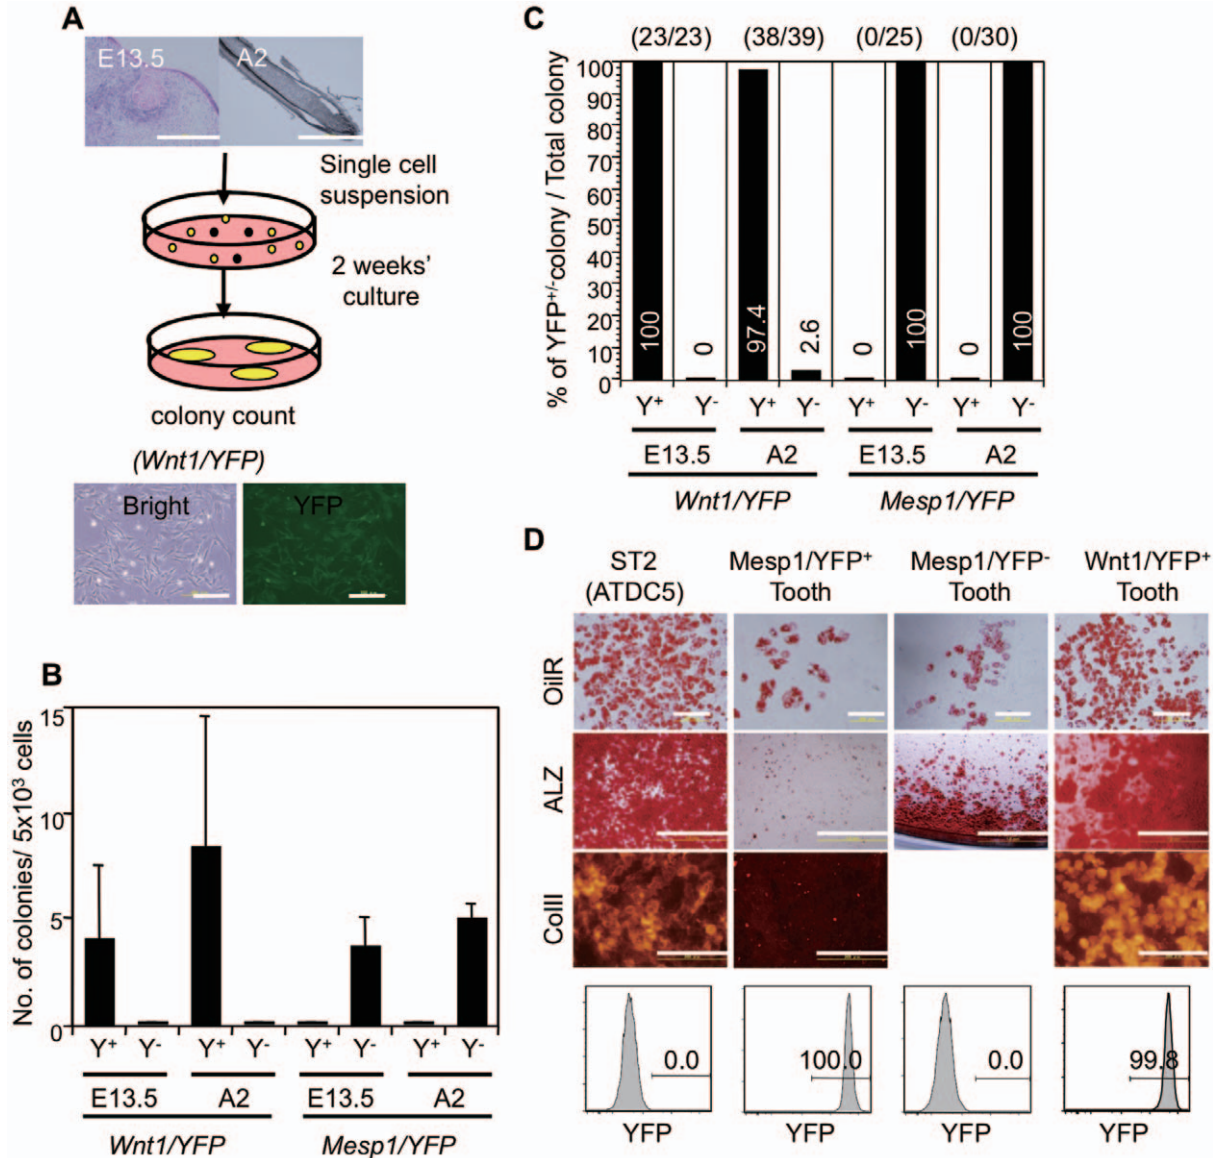 A
E13.5 A2
Single cell
suspension
2 weeks'
culture
colony count
(Wnt1/YFP)
Bright YFP
B
No. of colonies/ 5x10³ cells
15
10
5
0
Y⁺ Y⁻ Y⁺ Y⁻ Y⁺ Y⁻ Y⁺ Y⁻
E13.5 A2 E13.5 A2
Wnt1/YFP Mesp1/YFP
C
(23/23) (38/39) (0/25) (0/30)
% of YFP⁺/⁻colony / Total colony
100
90
80
70
60
50
40
30
20
10
0
100 0 97.4 2.6 0 100 0 100
Y⁺ Y⁻ Y⁺ Y⁻ Y⁺ Y⁻ Y⁺ Y⁻
E13.5 A2 E13.5 A2
Wnt1/YFP Mesp1/YFP
D
ST2 Mesp1/YFP⁺ Mesp1/YFP⁻ Wnt1/YFP⁺
(ATDC5) Tooth Tooth Tooth
OilR
ALZ
ColII
0.0 100.0 0.0 99.8
YFP YFP YFP YFP